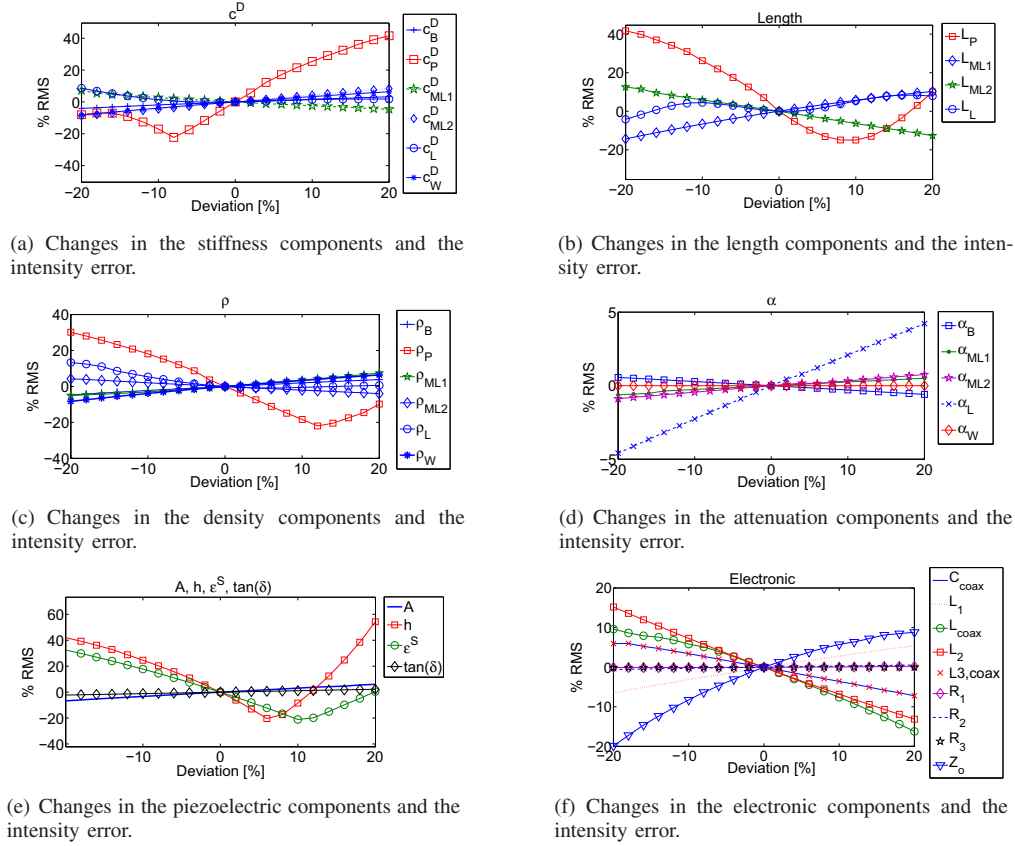 c^D
% RMS
40
20
0
−20
−40
−20
−10
0
10
20
Deviation [%]
c^D_B
c^D_P
c^D_ML1
c^D_ML2
c_L
c^D_W
(a) Changes in the stiffness components and the
intensity error.
Length
% RMS
40
20
0
−20
−20
−10
0
10
20
Deviation [%]
L_P
L_ML1
L_ML2
L_L
(b) Changes in the length components and the inten-
sity error.
ρ
% RMS
40
20
0
−20
−40
−20
−10
0
10
20
Deviation [%]
ρ_B
ρ_P
ρ_ML1
ρ_ML2
ρ_L
ρ_W
(c) Changes in the density components and the
intensity error.
α
% RMS
5
0
5
−20
−10
0
10
20
Deviation [%]
α_B
α_ML1
α_ML2
α_L
α_W
(d) Changes in the attenuation components and the
intensity error.
A, h, ε^S, tan(δ)
% RMS
60
40
20
0
−20
−40
−10
0
10
20
Deviation [%]
A
h
ε^S
tan(δ)
(e) Changes in the piezoelectric components and the
intensity error.
Electronic
% RMS
20
10
0
−10
−20
−20
−10
0
10
20
Deviation [%]
C_coax
L_1
L_coax
L_2
L3,coax
R_1
R_2
R_3
Z_o
(f) Changes in the electronic components and the
intensity error.